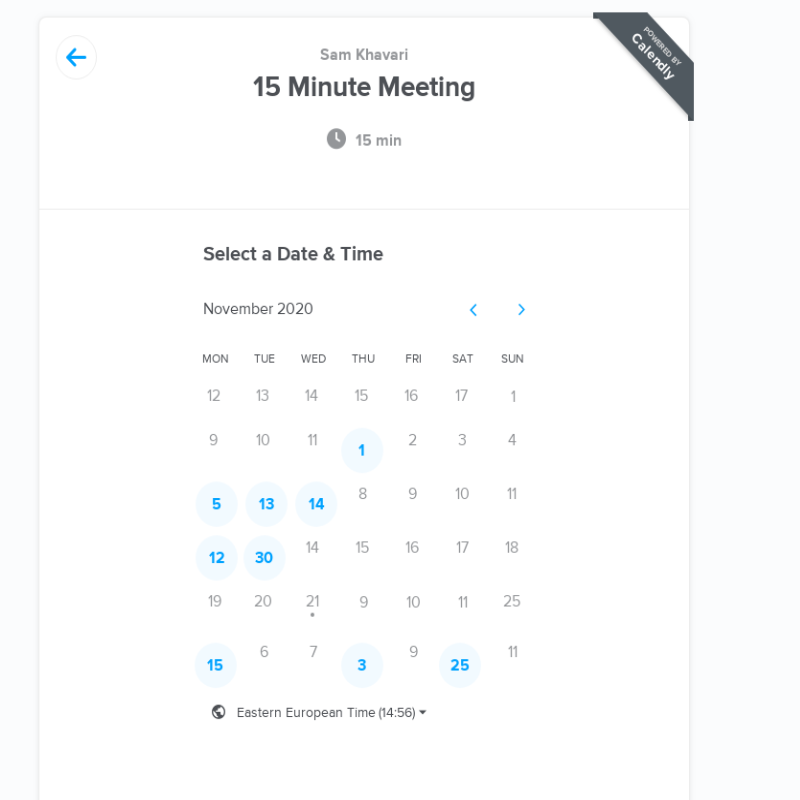 POWERED BY
Calendly
Sam Khavari
15 Minute Meeting
15 min
Select a Date & Time
November 2020
MON TUE WED THU FRI SAT SUN
12 13 14 15 16 17 1
9 10 11 1 2 3 4
5 13 14 8 9 10 11
12 30 14 15 16 17 18
19 20 21 9 10 11 25
15 6 7 3 9 25 11
Eastern European Time (14:56)